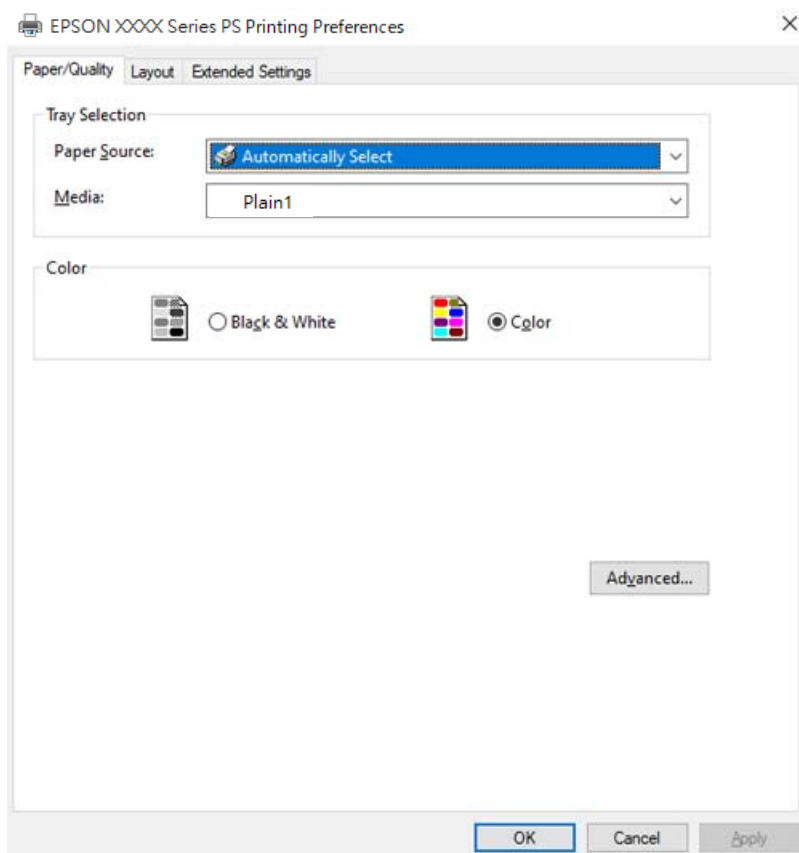 EPSON XXXX Series PS Printing Preferences
Paper/Quality Layout Extended Settings
Tray Selection
Paper Source: Automatically Select
Media: Plain1
Color
Black & White Color
Advanced...
OK Cancel Apply